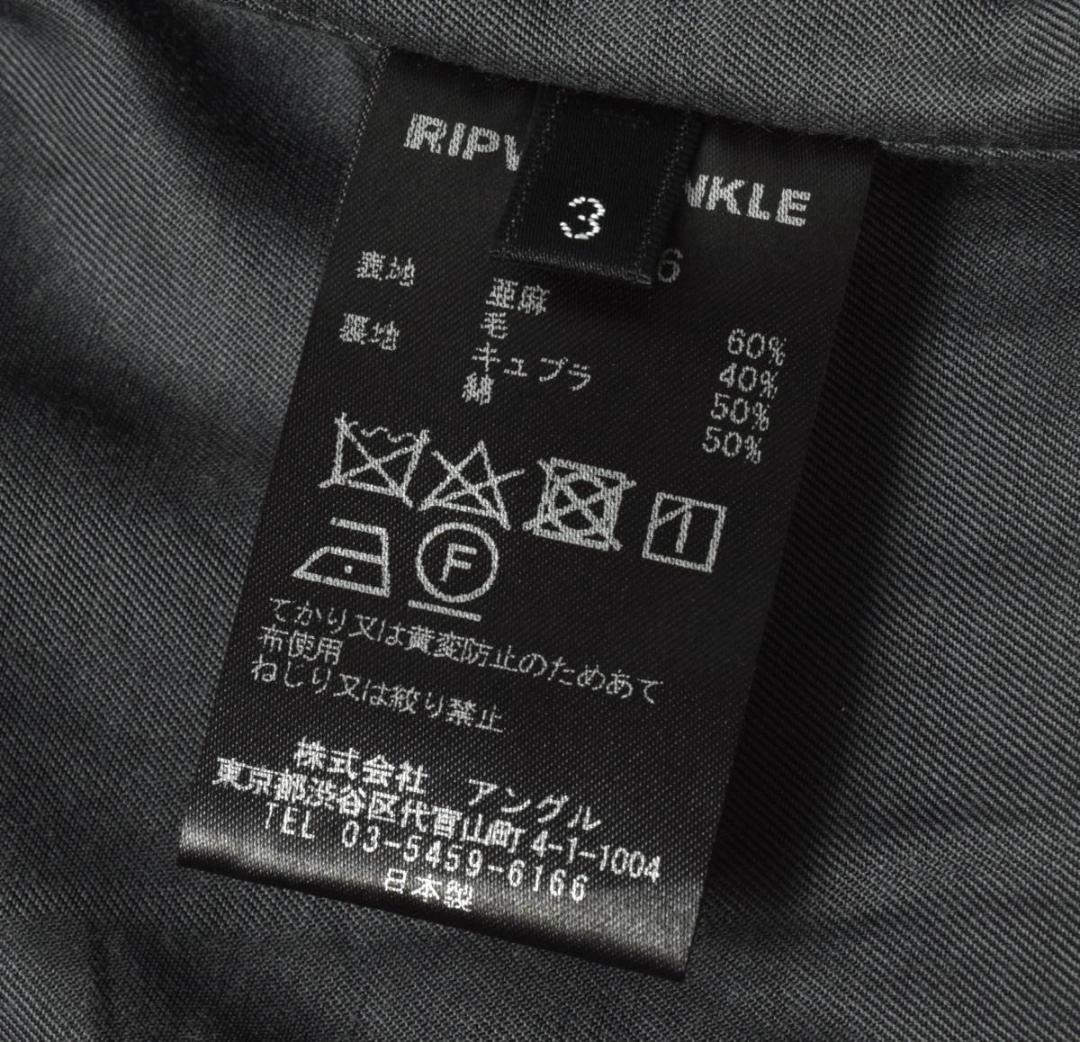 RIPV NKLE
3
6
表地 亜麻 60%
毛 40%
裏地 キュプラ 50%
綿 50%
F
てかり又は黄変防止のためあて
布使用
ねじり又は絞り禁止
株式会社 アングル
東京都渋谷区代官山町 4-1-1004
TEL 03-5459-6166
日本製